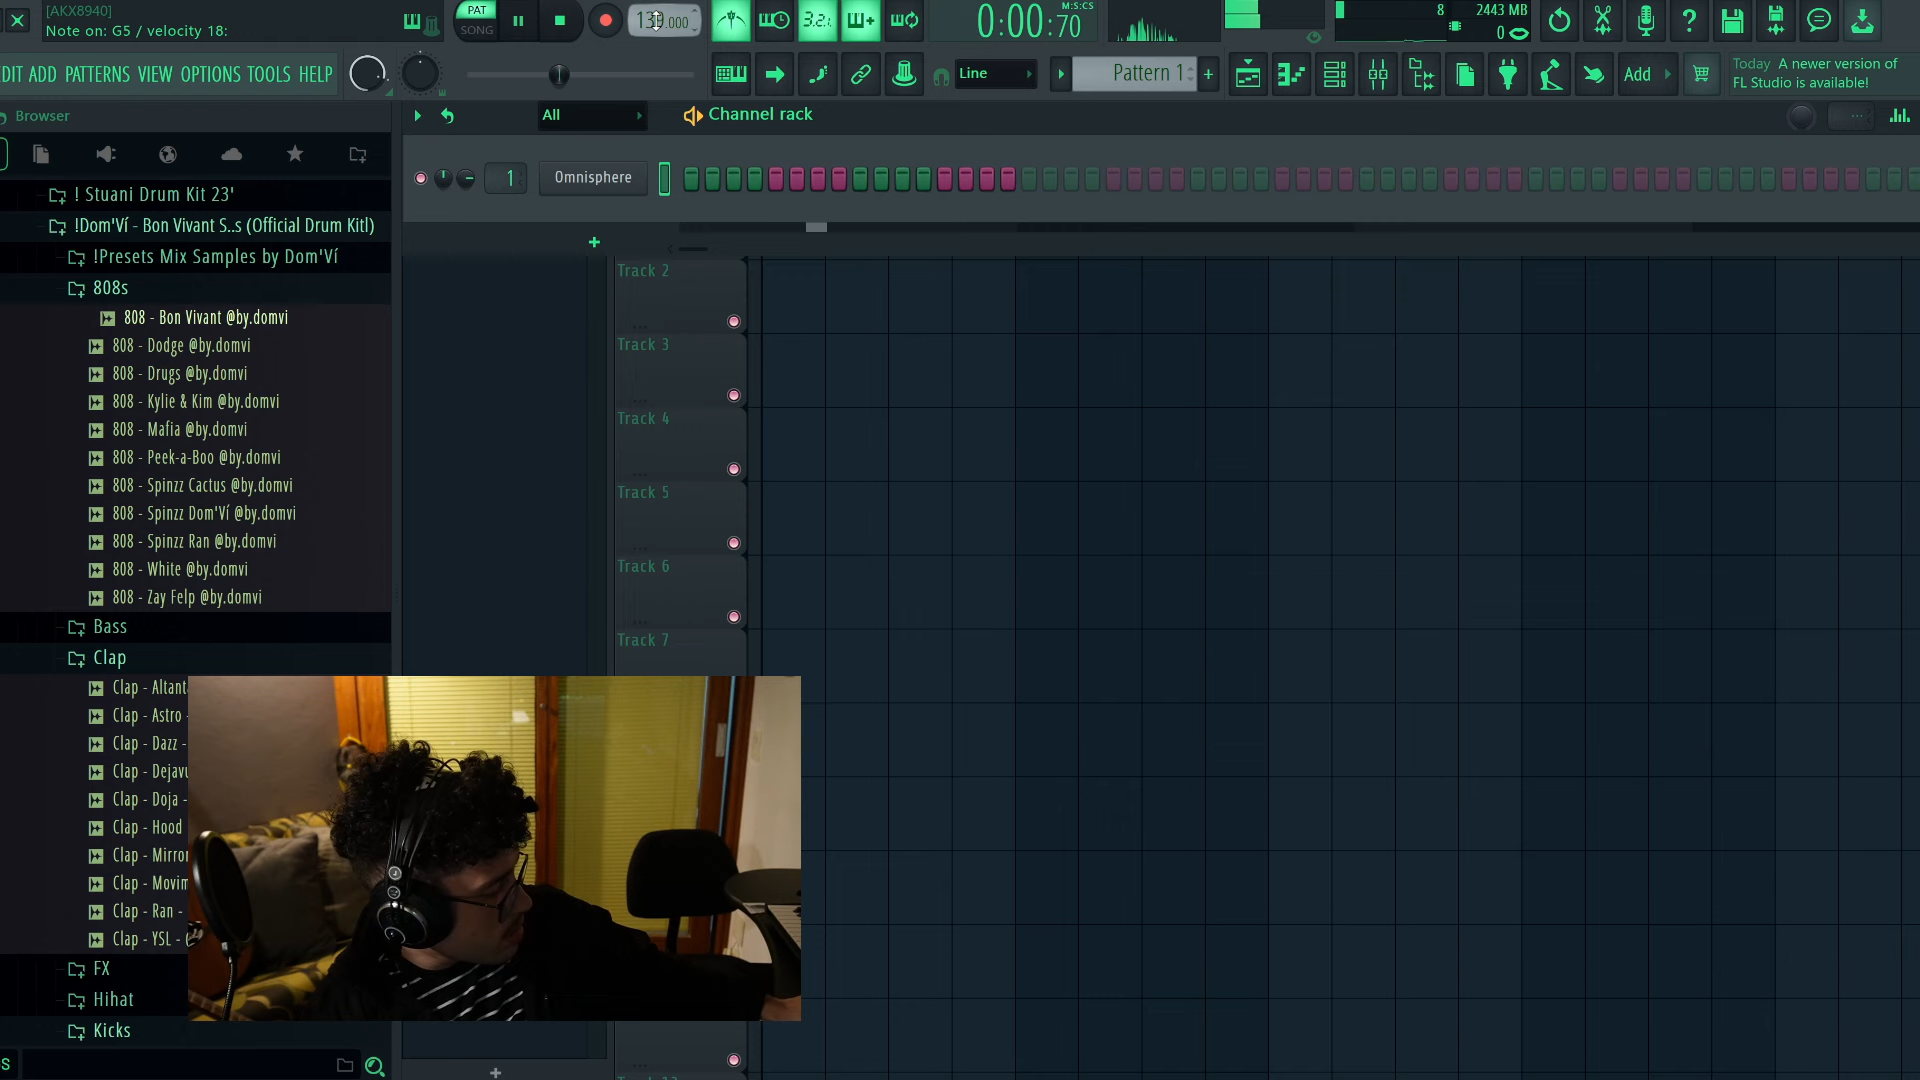 [AKX8940]
Note on: G5 / velocity 18:
PAT
SONG
3.2
0:00:70
M:S:CS
8
2443 MB
0
EDIT ADD PATTERNS VIEW OPTIONS TOOLS HELP
Line
Pattern 1
Add
Today A newer version of
FL Studio is available!
Browser
All
Channel rack
1
Omnisphere
! Stuani Drum Kit 23'
!Dom'Ví - Bon Vivant S..s (Official Drum Kitl)
!Presets Mix Samples by Dom'Ví
808s
808 - Bon Vivant @by.domvi
808 - Dodge @by.domvi
808 - Drugs @by.domvi
808 - Kylie & Kim @by.domvi
808 - Mafia @by.domvi
808 - Peek-a-Boo @by.domvi
808 - Spinzz Cactus @by.domvi
808 - Spinzz Dom'Ví @by.domvi
808 - Spinzz Ran @by.domvi
808 - White @by.domvi
808 - Zay Felp @by.domvi
Bass
Clap
Clap - Altant
Clap - Astro -
Clap - Dazz -
Clap - Dejavu
Clap - Doja -
Clap - Hood
Clap - Mirror
Clap - Movim
Clap - Ran -
Clap - YSL - (
FX
Hihat
Kicks
Track 2
Track 3
Track 4
Track 5
Track 6
Track 7